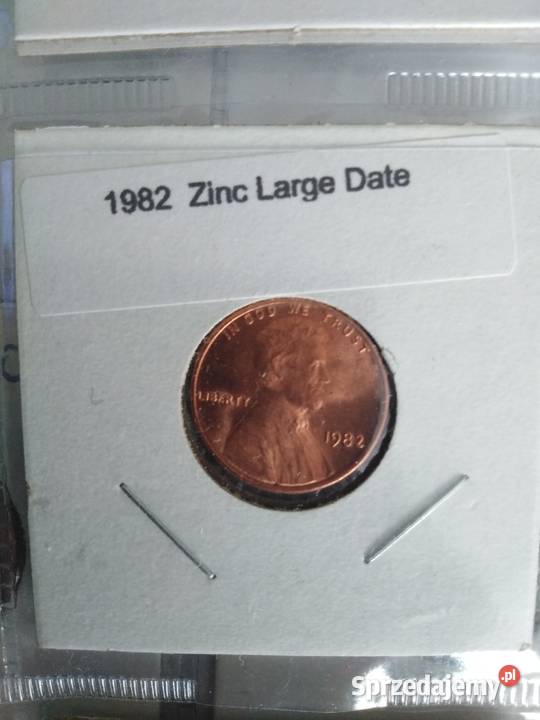 1982 Zinc Large Date
IN GOD WE TRUST
LIBERTY
1982
Sprzedajemy.pl